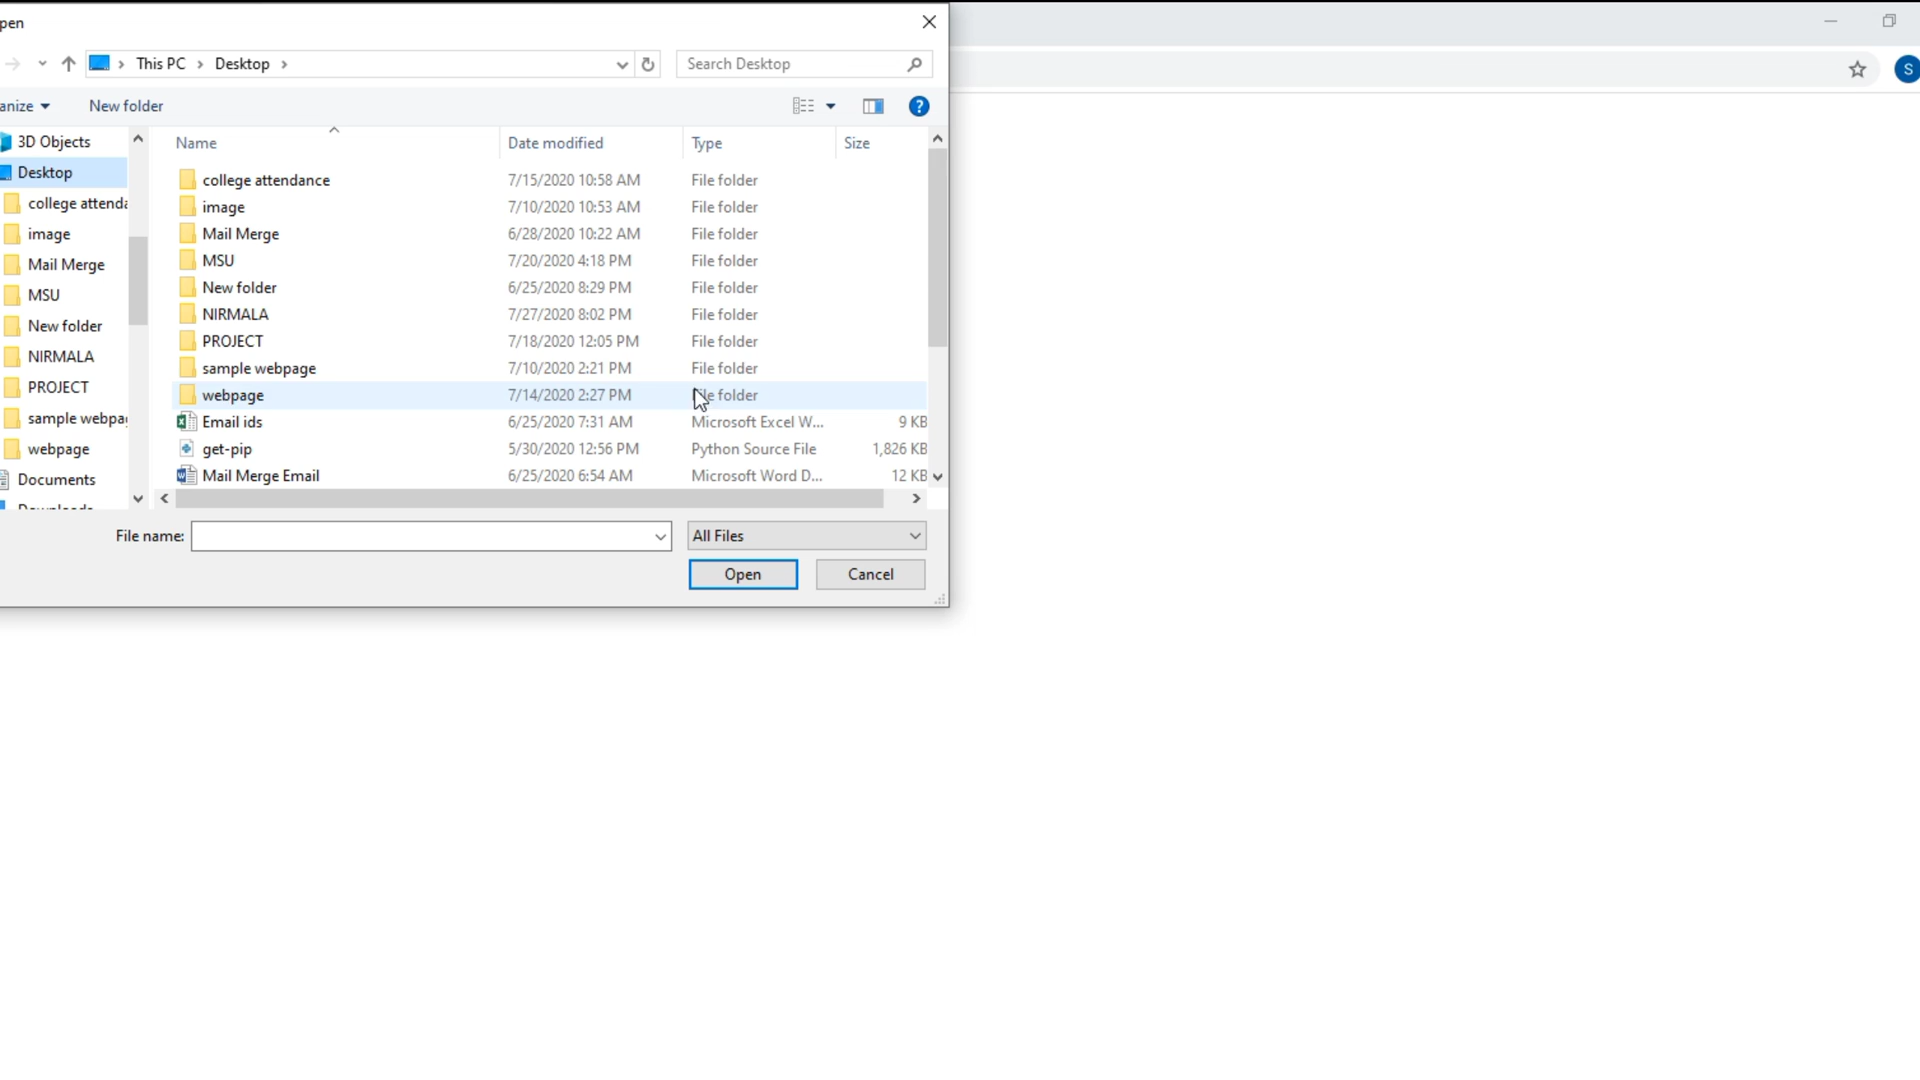 pen
This PC > Desktop >
Search Desktop
anize
New folder
?
S
3D Objects
Desktop
college attenda
image
Mail Merge
MSU
New folder
NIRMALA
PROJECT
sample webpa
webpage
Documents
Name Date modified Type Size
college attendance 7/15/2020 10:58 AM File folder
image 7/10/2020 10:53 AM File folder
Mail Merge 6/28/2020 10:22 AM File folder
MSU 7/20/2020 4:18 PM File folder
New folder 6/25/2020 8:29 PM File folder
NIRMALA 7/27/2020 8:02 PM File folder
PROJECT 7/18/2020 12:05 PM File folder
sample webpage 7/10/2020 2:21 PM File folder
webpage 7/14/2020 2:27 PM File folder
Email ids 6/25/2020 7:31 AM Microsoft Excel W... 9 KB
get-pip 5/30/2020 12:56 PM Python Source File 1,826 KB
Mail Merge Email 6/25/2020 6:54 AM Microsoft Word D... 12 KB
File name:
All Files
Open Cancel